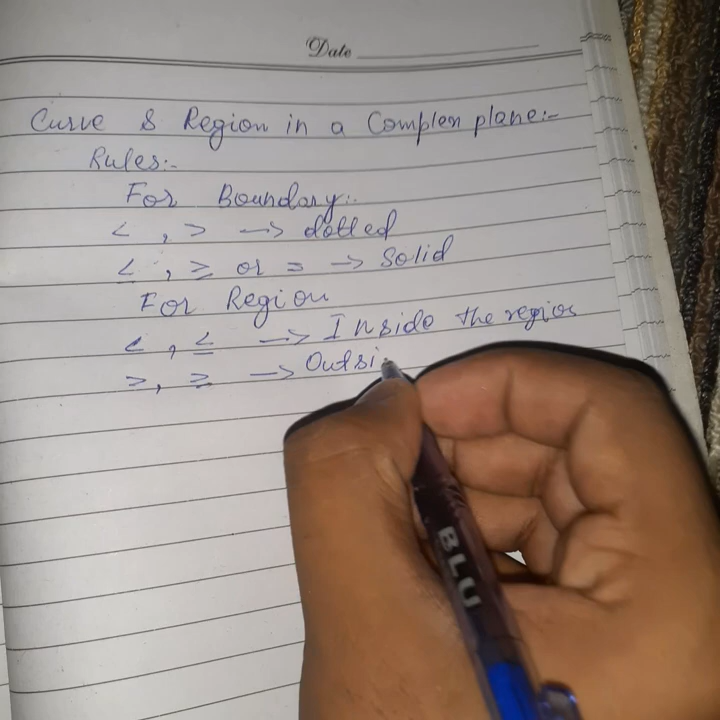 Date
Curve & Region in a Complex plane:-
Rules:-
For Boundary:-
< , > → dotted
≤ , ≥ or = → Solid
For Region
< , ≤ → Inside the region
>, ≥ → Outsi
BLU